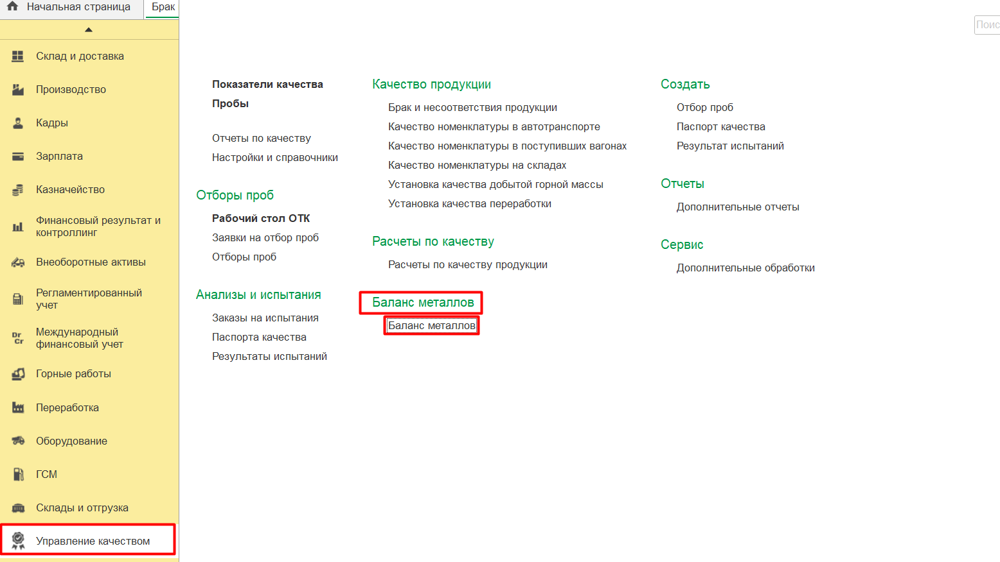 Начальная страница
Брак
Поис
Склад и доставка
Производство
Кадры
Зарплата
Казначейство
Финансовый результат и
контроллинг
Внеоборотные активы
Регламентированный
учет
Международный
финансовый учет
Горные работы
Переработка
Оборудование
ГСМ
Склады и отгрузка
Управление качеством
Показатели качества
Пробы
Отчеты по качеству
Настройки и справочники
Отборы проб
Рабочий стол ОТК
Заявки на отбор проб
Отборы проб
Анализы и испытания
Заказы на испытания
Паспорта качества
Результаты испытаний
Качество продукции
Брак и несоответствия продукции
Качество номенклатуры в автотранспорте
Качество номенклатуры в поступивших вагонах
Качество номенклатуры на складах
Установка качества добытой горной массы
Установка качества переработки
Расчеты по качеству
Расчеты по качеству продукции
Баланс металлов
Баланс металлов
Создать
Отбор проб
Паспорт качества
Результат испытаний
Отчеты
Дополнительные отчеты
Сервис
Дополнительные обработки